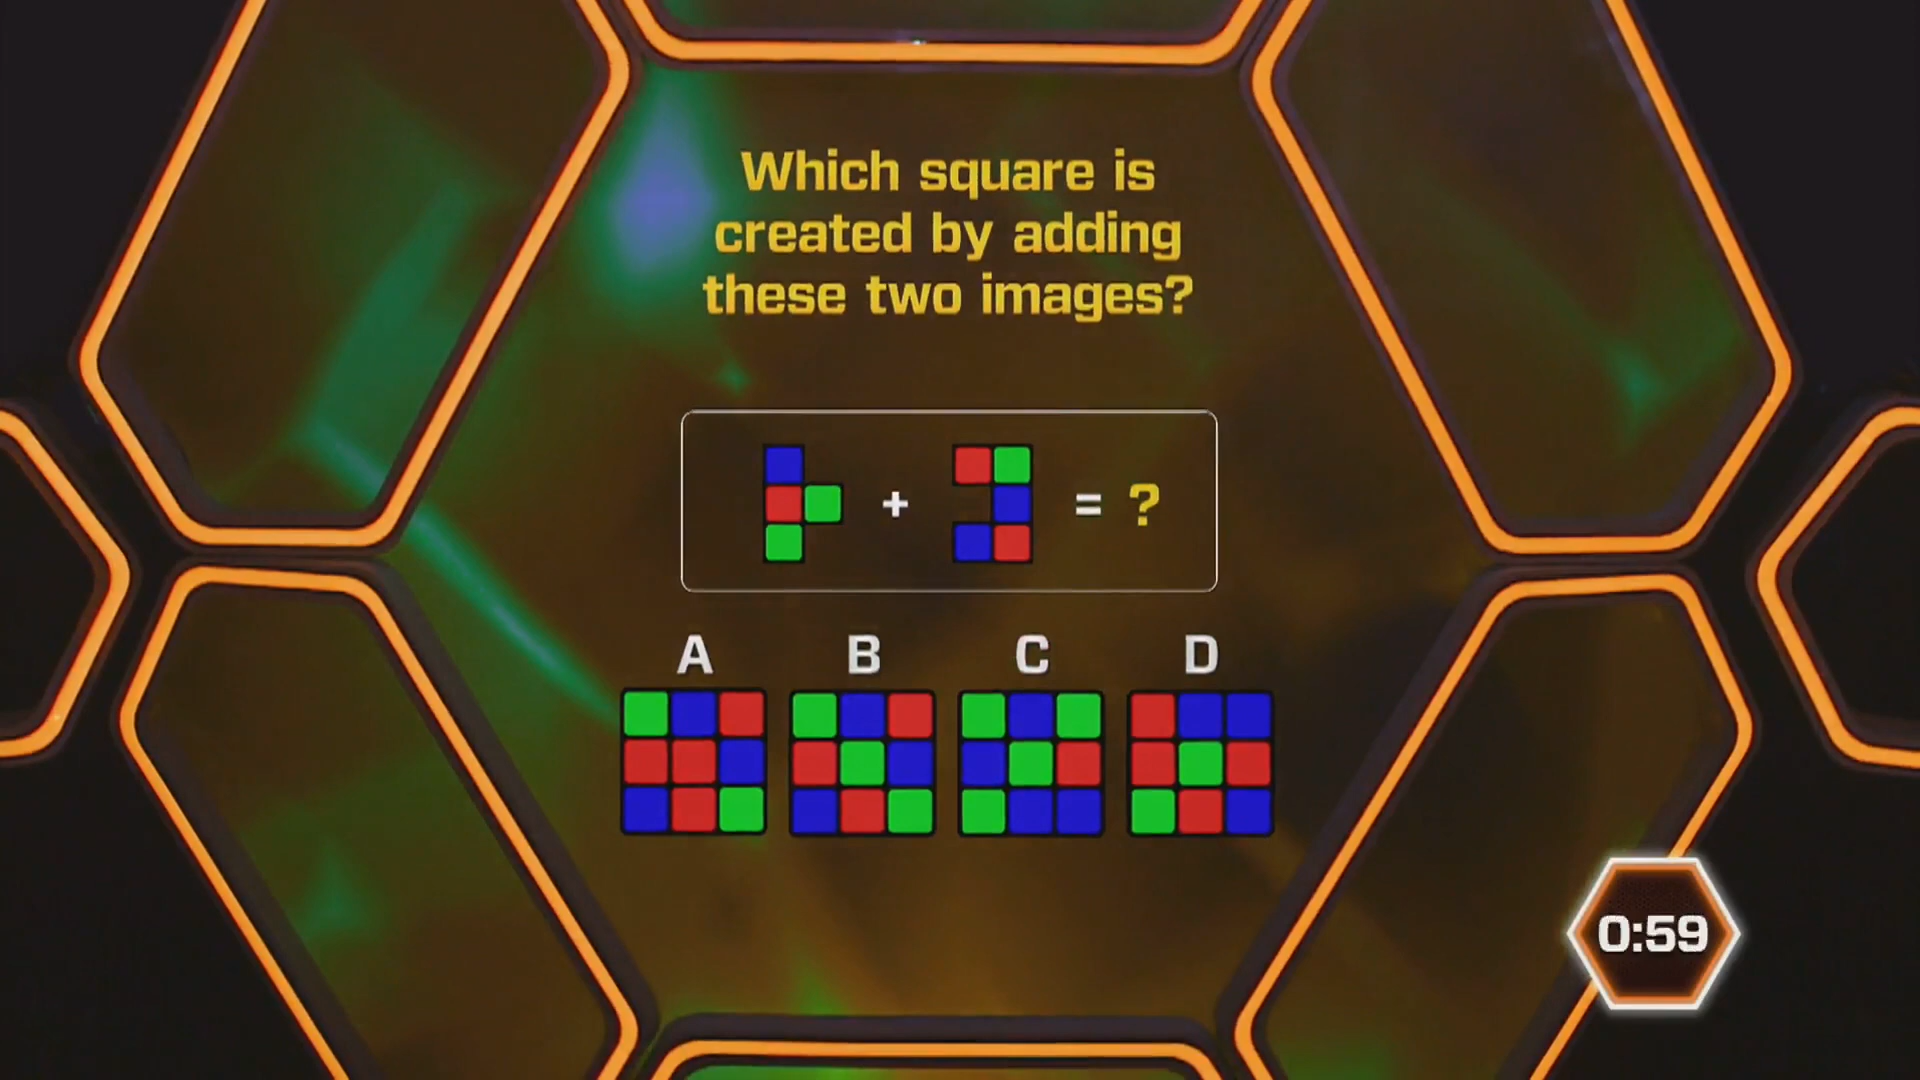 Which square is
created by adding
these two images?
+ = ?
A B C D
0:59